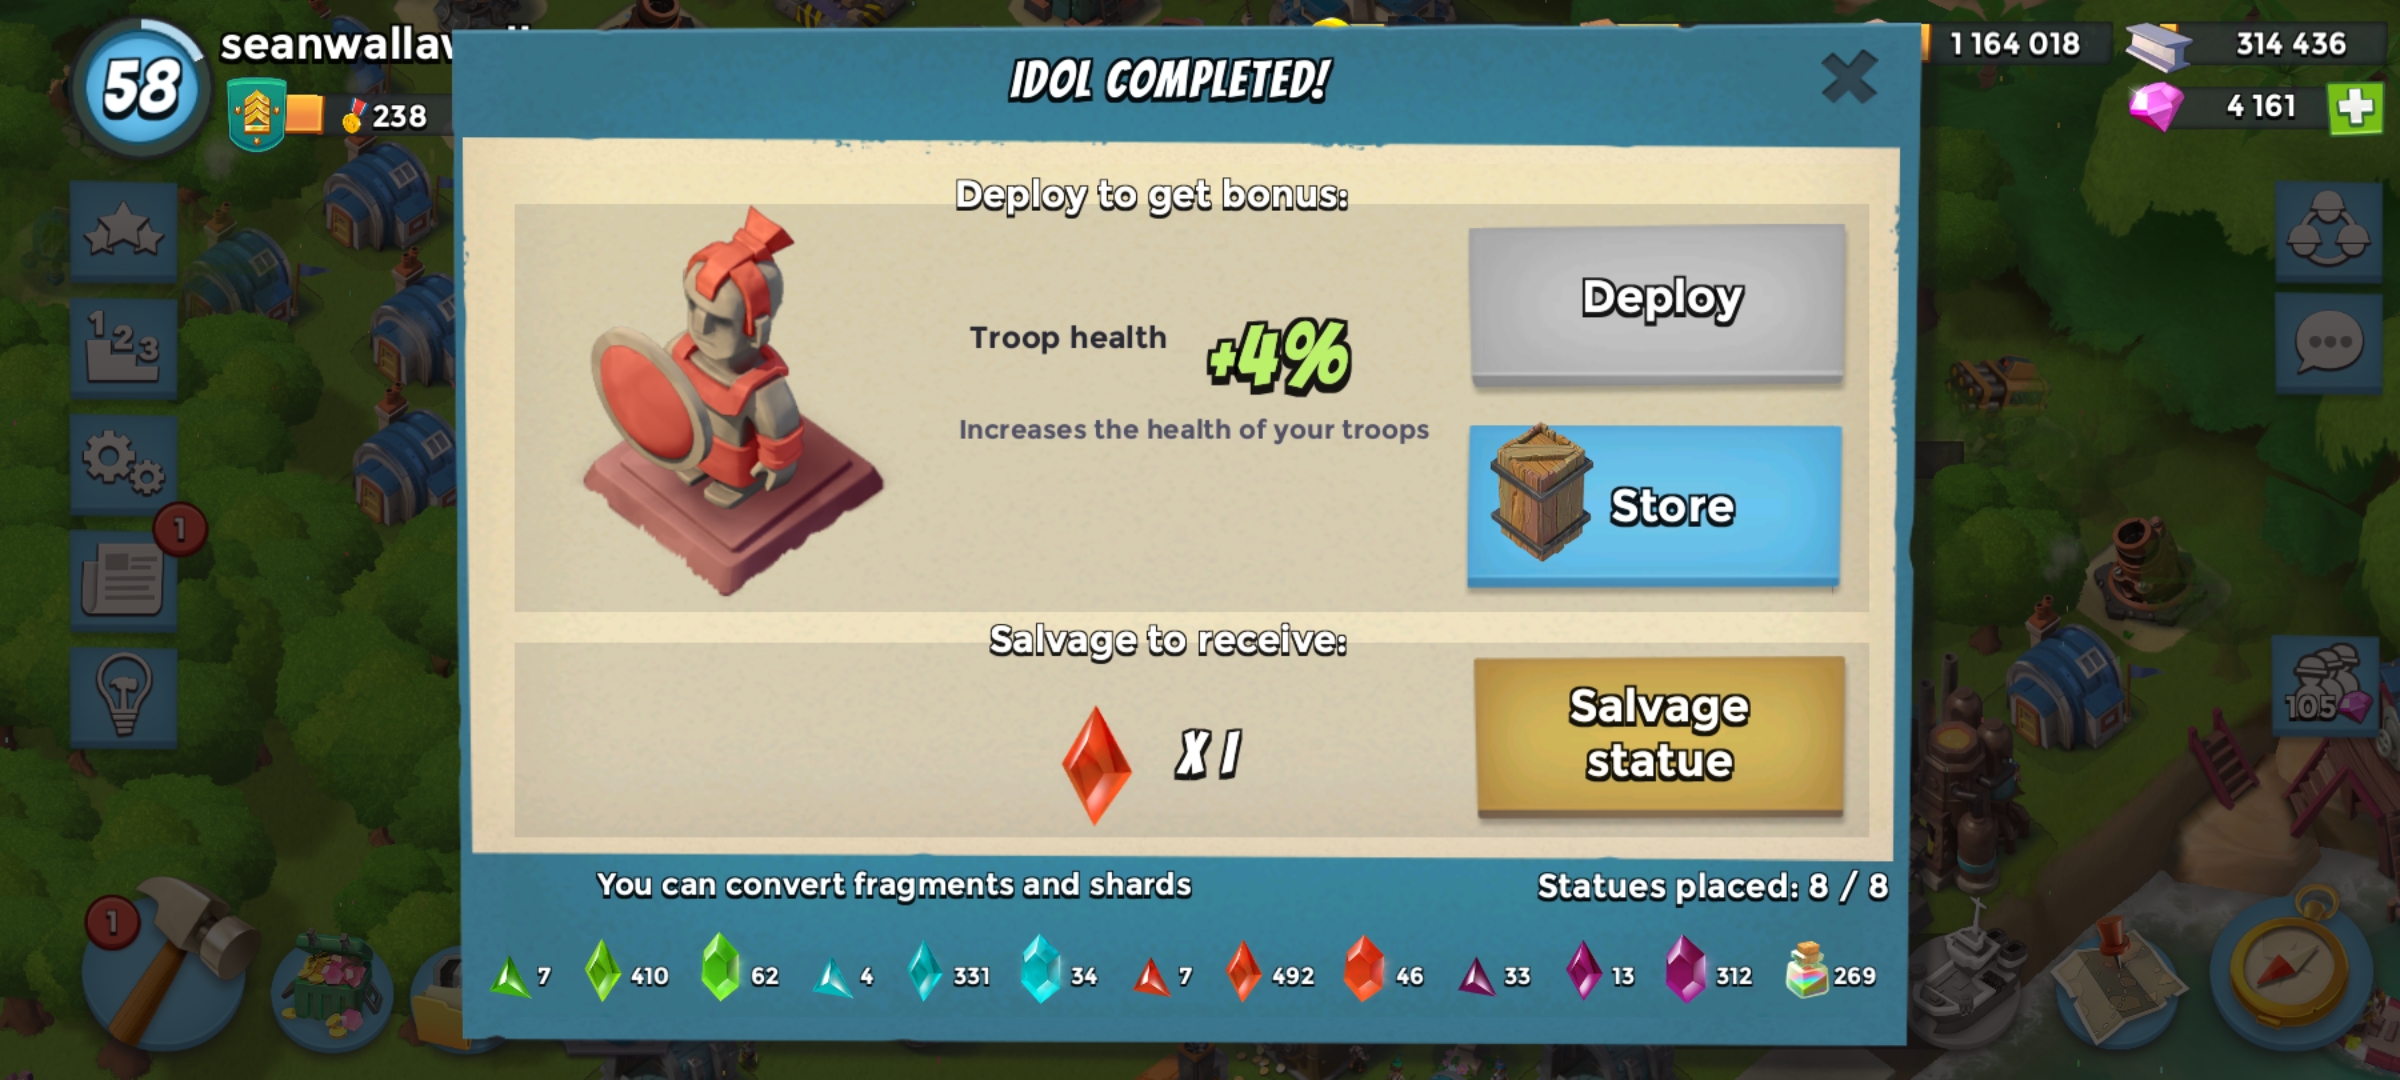 58
238
IDOL COMPLETED!
1 164 018
314 436
4 161
Deploy to get bonus:
Troop health
+4%
Increases the health of your troops
Deploy
Store
1 2 3
1
Salvage to receive:
X 1
Salvage
statue
105
1
You can convert fragments and shards
Statues placed: 8 / 8
7 410 62 4 331 34 7 492 46 33 13 312 269